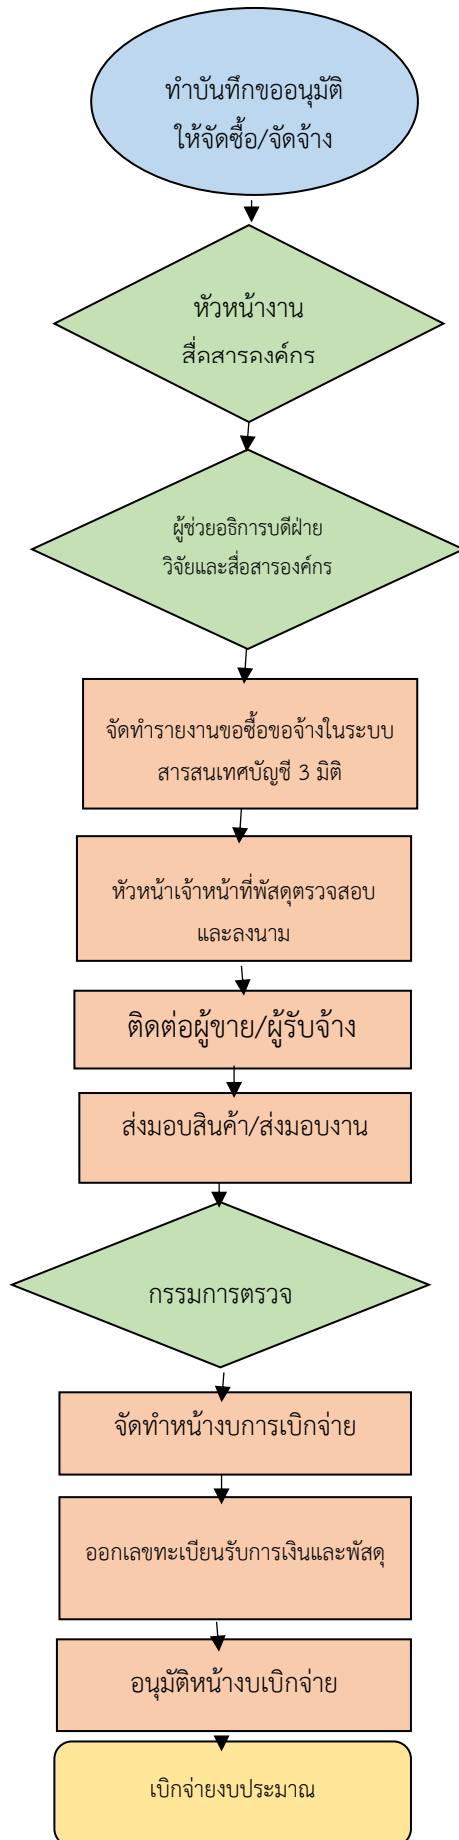 ทำบันทึกขออนุมัติ
ให้จัดซื้อ/จัดจ้าง
หัวหน้างาน
สื่อสารองค์กร
ผู้ช่วยอธิการบดีฝ่าย
วิจัยและสื่อสารองค์กร
จัดทำรายงานขอซื้อขอจ้างในระบบ
สารสนเทศบัญชี 3 มิติ
หัวหน้าเจ้าหน้าที่พัสดุตรวจสอบ
และลงนาม
ติดต่อผู้ขาย/ผู้รับจ้าง
ส่งมอบสินค้า/ส่งมอบงาน
กรรมการตรวจ
จัดทำหน้างบการเบิกจ่าย
ออกเลขทะเบียนรับการเงินและพัสดุ
อนุมัติหน้างบเบิกจ่าย
เบิกจ่ายงบประมาณ